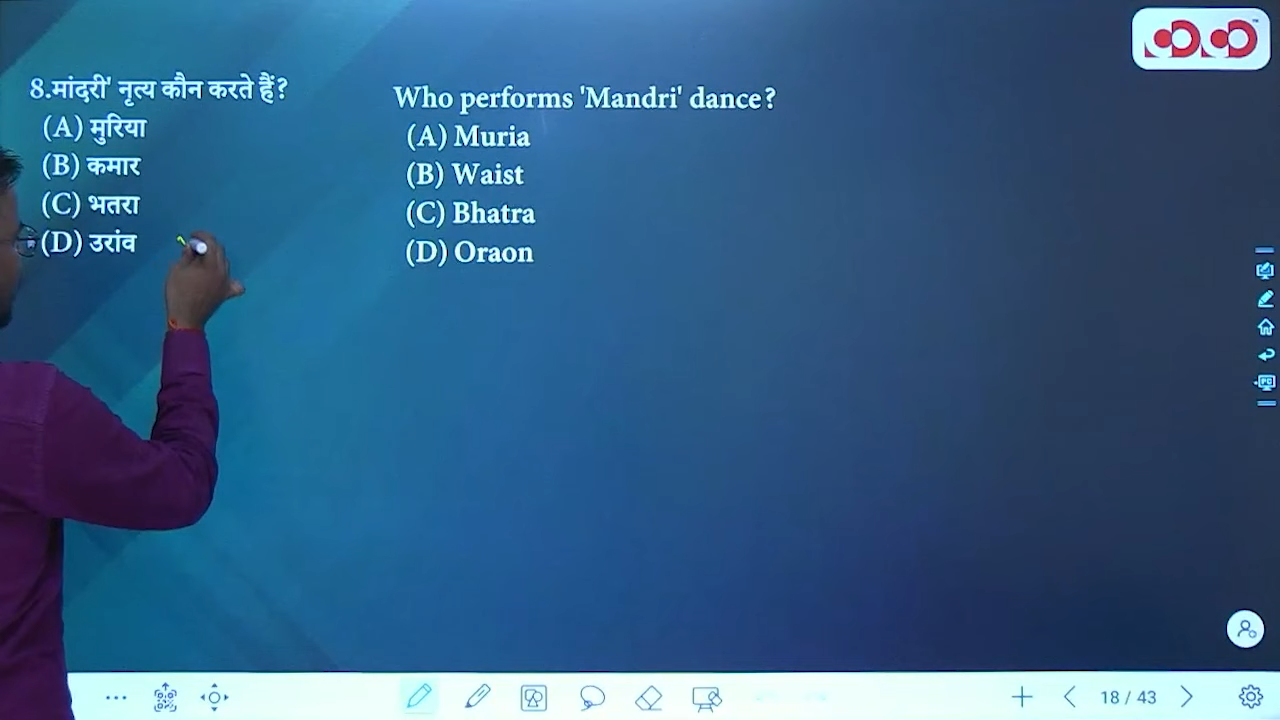 8.मांदरी' नृत्य कौन करते हैं?
(A) मुरिया
(B) कमार
(C) भतरा
(D) उरांव
Who performs 'Mandri' dance?
(A) Muria
(B) Waist
(C) Bhatra
(D) Oraon
18 / 43